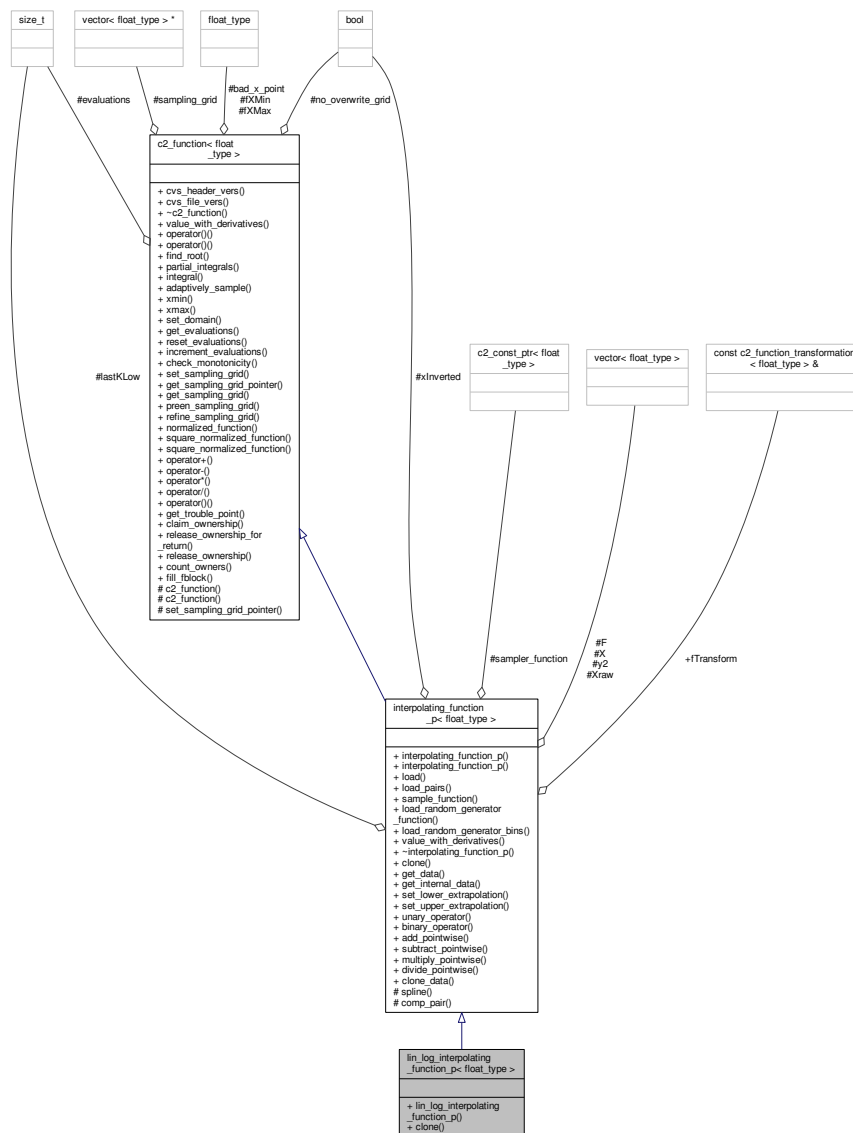 size_t
vector< float_type > *
float_type
bool
#evaluations
#sampling_grid
#bad_x_point
#fXMin
#fXMax
#no_overwrite_grid
c2_function< float
_type >
+ cvs_header_vers()
+ cvs_file_vers()
+ ~c2_function()
+ value_with_derivatives()
+ operator()()
+ operator()()
+ find_root()
+ partial_integrals()
+ integral()
+ adaptively_sample()
+ xmin()
+ xmax()
+ set_domain()
+ get_evaluations()
+ reset_evaluations()
+ increment_evaluations()
+ check_monotonicity()
+ set_sampling_grid()
+ get_sampling_grid_pointer()
+ get_sampling_grid()
+ preen_sampling_grid()
+ refine_sampling_grid()
+ normalized_function()
+ square_normalized_function()
+ square_normalized_function()
+ operator+()
+ operator-()
+ operator*()
+ operator/()
+ operator()()
+ get_trouble_point()
+ claim_ownership()
+ release_ownership_for
_return()
+ release_ownership()
+ count_owners()
+ fill_fblock()
# c2_function()
# c2_function()
# set_sampling_grid_pointer()
#lastKLow
#xInverted
c2_const_ptr< float
_type >
vector< float_type >
const c2_function_transformation
< float_type > &
#sampler_function
#F
#X
#y2
#Xraw
+fTransform
interpolating_function
_p< float_type >
+ interpolating_function_p()
+ interpolating_function_p()
+ load()
+ load_pairs()
+ sample_function()
+ load_random_generator
_function()
+ load_random_generator_bins()
+ value_with_derivatives()
+ ~interpolating_function_p()
+ clone()
+ get_data()
+ get_internal_data()
+ set_lower_extrapolation()
+ set_upper_extrapolation()
+ unary_operator()
+ binary_operator()
+ add_pointwise()
+ subtract_pointwise()
+ multiply_pointwise()
+ divide_pointwise()
+ clone_data()
# spline()
# comp_pair()
lin_log_interpolating
_function_p< float_type >
+ lin_log_interpolating
_function_p()
+ clone()